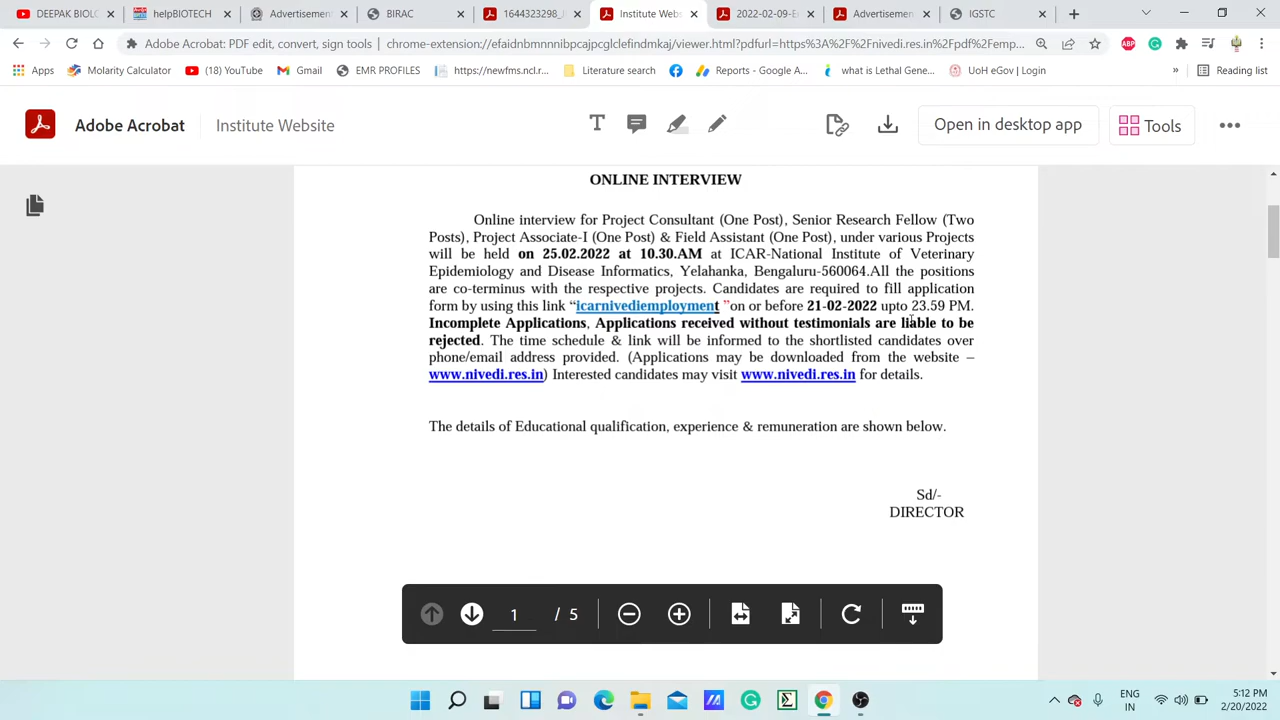 DEEPAK BIOLC
helpBIOTECH
Advertisemen
BIRAC
1644323298_
Institute Webs
2022-02-09-E
Advertisemen
IGSTC
Adobe Acrobat: PDF edit, convert, sign tools
chrome-extension://efaidnbmnnnibpcajpcglclefindmkaj/viewer.html?pdfurl=https%3A%2F%2Fnivedi.res.in%2Fpdf%2Femp...
Apps
Molarity Calculator
(18) YouTube
Gmail
EMR PROFILES
https://newfms.ncl.r...
Literature search
Reports - Google A...
what is Lethal Gene...
UoH eGov | Login
»
Reading list
Adobe Acrobat
Institute Website
Open in desktop app
Tools
ONLINE INTERVIEW
Online interview for Project Consultant (One Post), Senior Research Fellow (Two
Posts), Project Associate-I (One Post) & Field Assistant (One Post), under various Projects
will be held on 25.02.2022 at 10.30.AM at ICAR-National Institute of Veterinary
Epidemiology and Disease Informatics, Yelahanka, Bengaluru-560064.All the positions
are co-terminus with the respective projects. Candidates are required to fill application
form by using this link “icarnivediemployment ”on or before 21-02-2022 upto 23.59 PM.
Incomplete Applications, Applications received without testimonials are liable to be
rejected. The time schedule & link will be informed to the shortlisted candidates over
phone/email address provided. (Applications may be downloaded from the website –
www.nivedi.res.in) Interested candidates may visit www.nivedi.res.in for details.
The details of Educational qualification, experience & remuneration are shown below.
Sd/-
DIRECTOR
1 / 5
ENG
IN
5:12 PM
2/20/2022